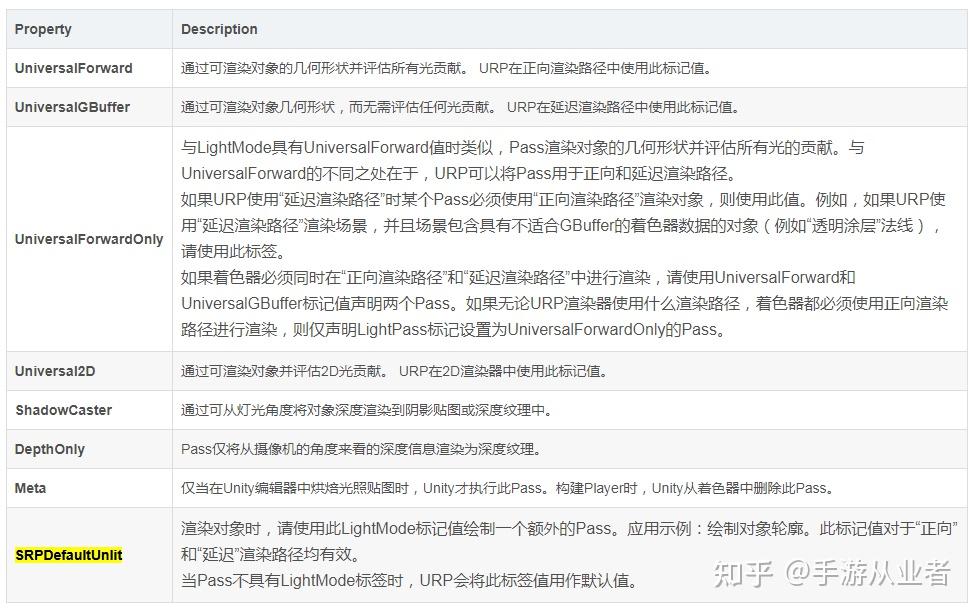 Property Description
UniversalForward 通过可渲染对象的几何形状并评估所有光贡献。 URP在正向渲染路径中使用此标记值。
UniversalGBuffer 通过可渲染对象几何形状，而无需评估任何光贡献。 URP在延迟渲染路径中使用此标记值。
与LightMode具有UniversalForward值时类似，Pass渲染对象的几何形状并评估所有光的贡献。与
UniversalForward的不同之处在于，URP可以将Pass用于正向和延迟渲染路径。
如果URP使用“延迟渲染路径”时某个Pass必须使用“正向渲染路径”渲染对象，则使用此值。例如，如果URP使
用“延迟渲染路径”渲染场景，并且场景包含具有不适合GBuffer的着色器数据的对象（例如“透明涂层”法线），
UniversalForwardOnly 请使用此标签。
如果着色器必须同时在“正向渲染路径”和“延迟渲染路径”中进行渲染，请使用UniversalForward和
UniversalGBuffer标记值声明两个Pass。如果无论URP渲染器使用什么渲染路径，着色器都必须使用正向渲染
路径进行渲染，则仅声明LightPass标记设置为UniversalForwardOnly的Pass。
Universal2D 通过可渲染对象并评估2D光贡献。 URP在2D渲染器中使用此标记值。
ShadowCaster 通过可从灯光角度将对象深度渲染到阴影贴图或深度纹理中。
DepthOnly Pass仅将从摄像机的角度来看的深度信息渲染为深度纹理。
Meta 仅当在Unity编辑器中烘焙光照贴图时，Unity才执行此Pass。构建Player时，Unity从着色器中删除此Pass。
渲染对象时，请使用此LightMode标记值绘制一个额外的Pass。应用示例：绘制对象轮廓。此标记值对于“正向”
SRPDefaultUnlit 和“延迟”渲染路径均有效。
当Pass不具有LightMode标签时，URP会将此标签值用作默认值。
知乎 @手游从业者